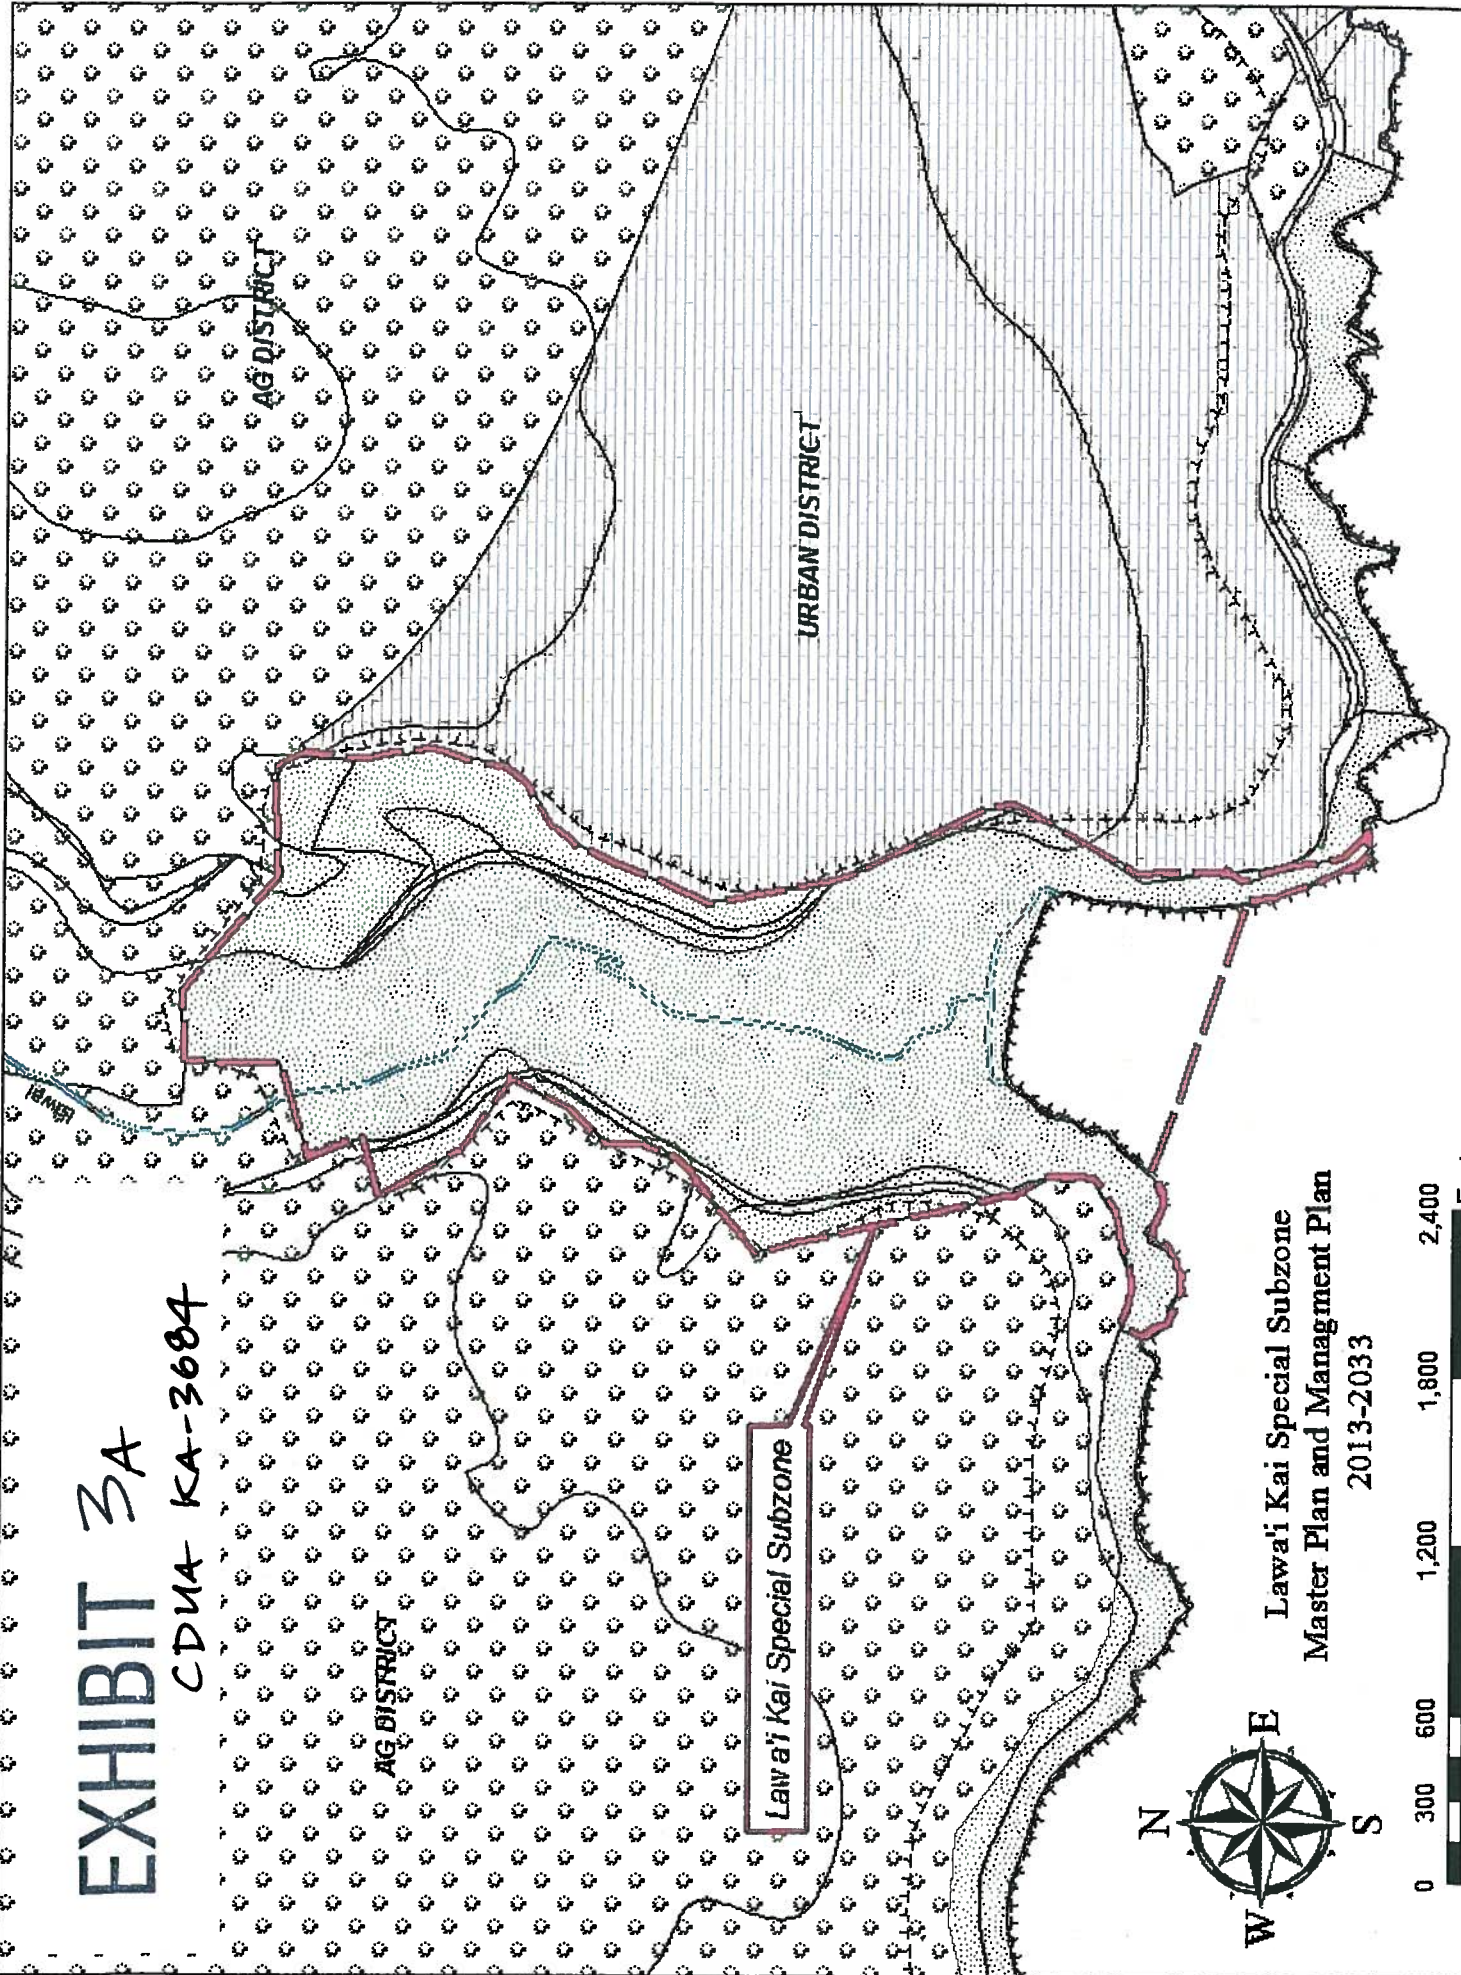 EXHIBIT 3A
CDUA KA-3684
AG DISTRICT
AG DISTRICT
URBAN DISTRICT
Lawa'i Kai Special Subzone
Lawa'i Kai Special Subzone
Master Plan and Managment Plan
2013-2033
N
W
E
S
0 300 600 1,200 1,800 2,400